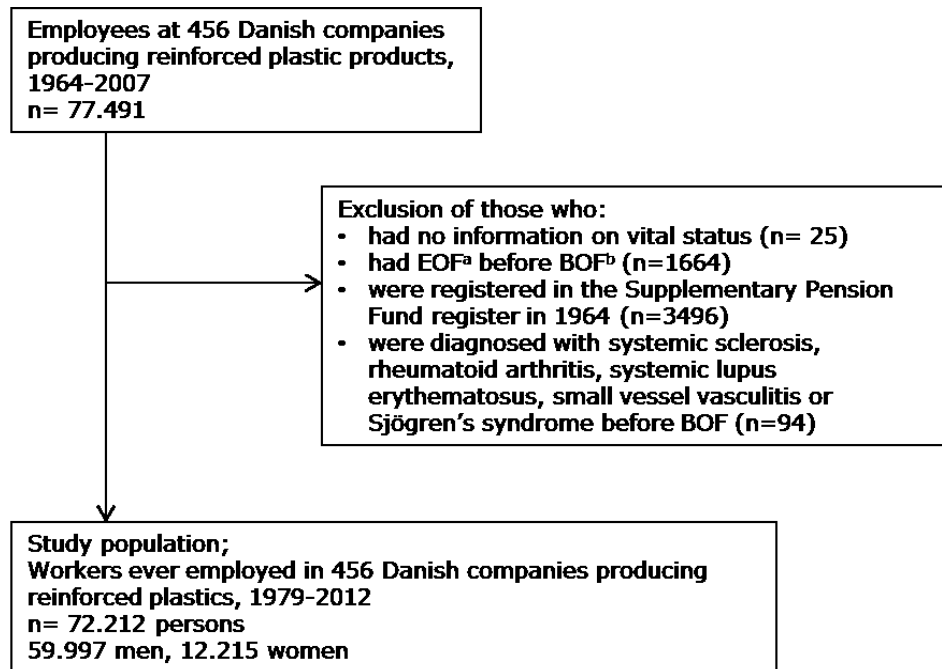 Employees at 456 Danish companies
producing reinforced plastic products,
1964-2007
n= 77.491
Exclusion of those who:
• had no information on vital status (n= 25)
• had EOFᵃ before BOFᵇ (n=1664)
• were registered in the Supplementary Pension
Fund register in 1964 (n=3496)
• were diagnosed with systemic sclerosis,
rheumatoid arthritis, systemic lupus
erythematosus, small vessel vasculitis or
Sjögren's syndrome before BOF (n=94)
Study population;
Workers ever employed in 456 Danish companies producing
reinforced plastics, 1979-2012
n= 72.212 persons
59.997 men, 12.215 women